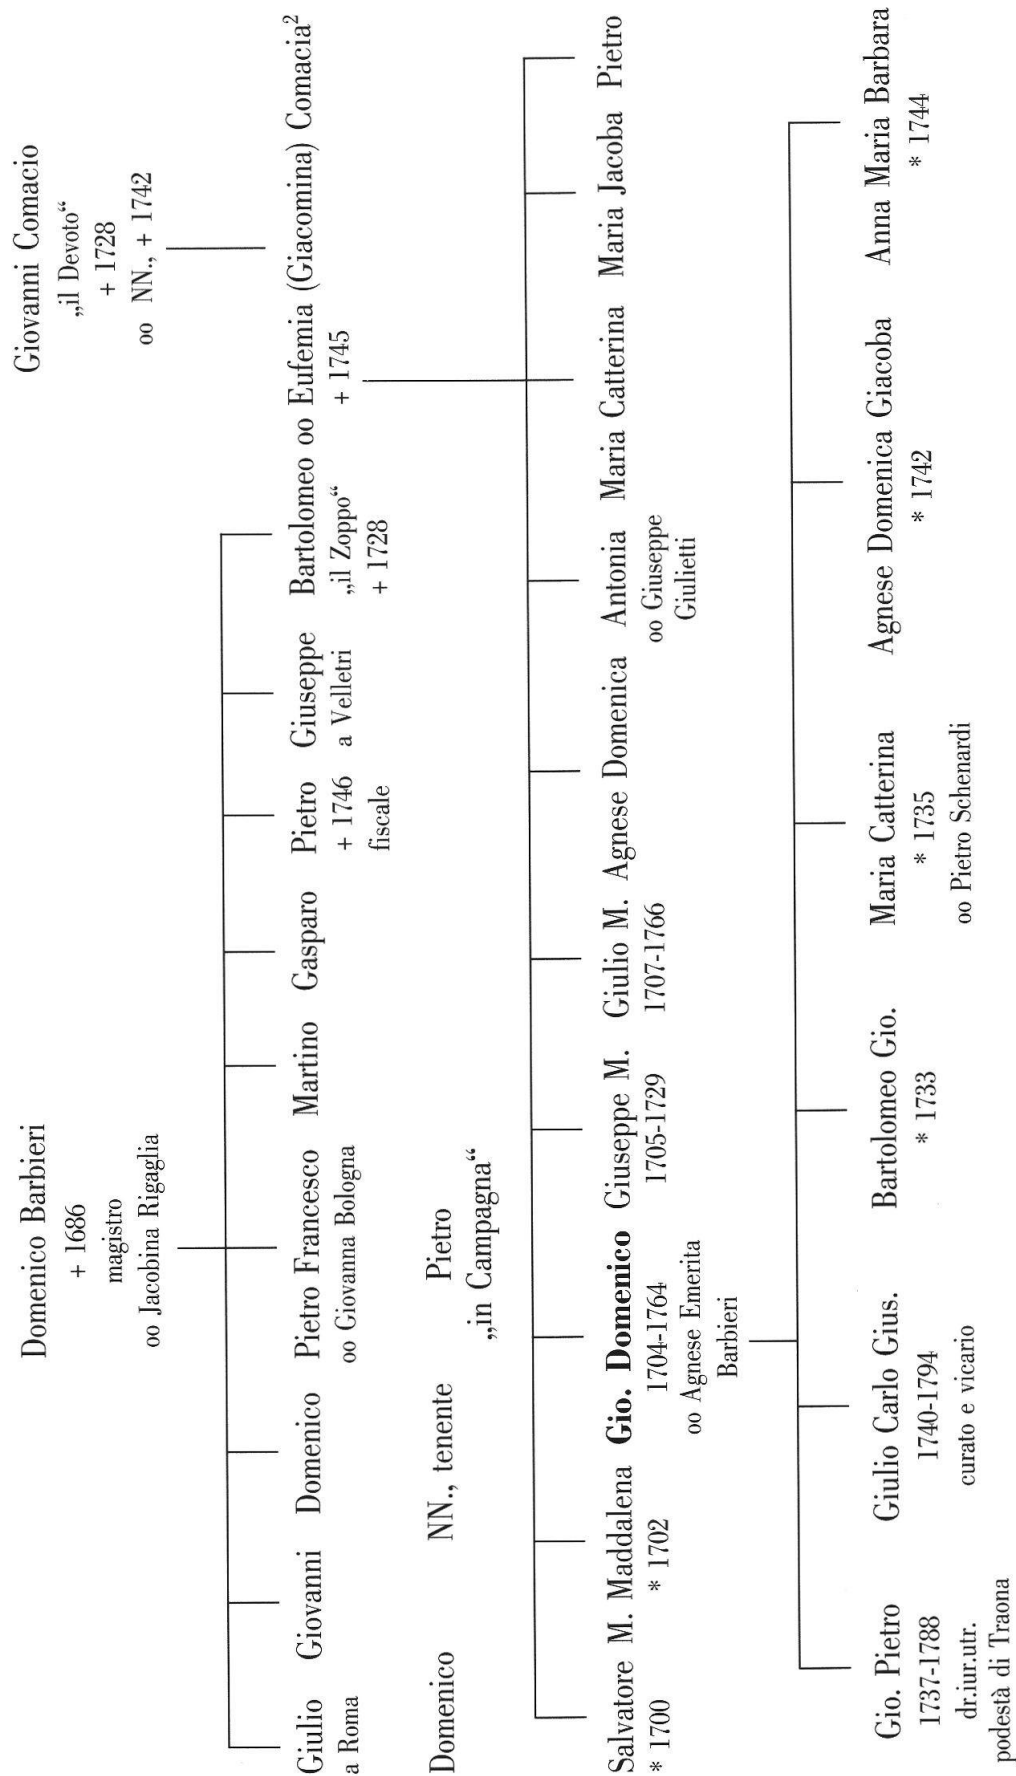 Domenico Barbieri
+ 1686
magistro
oo Jacobina Rigaglia
Giovanni Comacio
„il Devoto“
+ 1728
oo NN., + 1742
Giulio
a Roma
Giovanni
Domenico
Pietro Francesco
oo Giovanna Bologna
Martino
Gasparo
Pietro
+ 1746
fiscale
Giuseppe
a Velletri
Bartolomeo oo Eufemia (Giacomina) Comacia²
„il Zoppo“
+ 1728
+ 1745
Domenico
NN., tenente
Pietro
„in Campagna“
Salvatore
* 1700
M. Maddalena
* 1702
Gio. Domenico
1704-1764
oo Agnese Emerita
Barbieri
Giuseppe M.
1705-1729
Giulio M.
1707-1766
Agnese Domenica
Antonia
oo Giuseppe
Giulietti
Maria Catterina
Maria Jacoba
Pietro
Gio. Pietro
1737-1788
dr.iur.utr.
podestà di Traona
Giulio Carlo Gius.
1740-1794
curato e vicario
Bartolomeo Gio.
* 1733
Maria Catterina
* 1735
oo Pietro Schenardi
Agnese Domenica Giacoba
* 1742
Anna Maria Barbara
* 1744